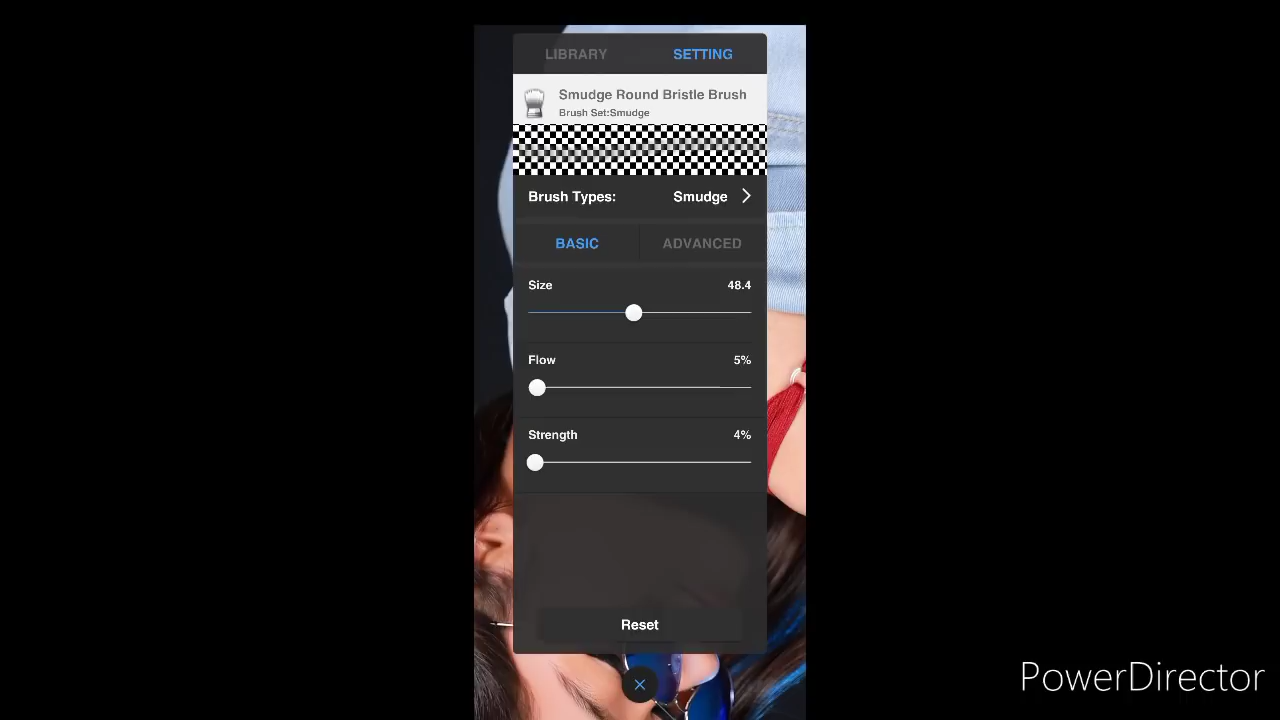 LIBRARY SETTING
Smudge Round Bristle Brush
Brush Set:Smudge
Brush Types: Smudge
BASIC ADVANCED
Size 48.4
Flow 5%
Strength 4%
Reset
PowerDirector